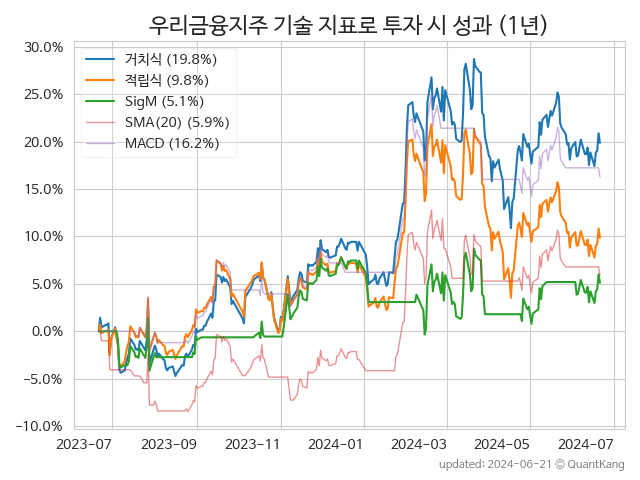 우리금융지주 기술 지표로 투자 시 성과 (1년)
30.0%
25.0%
20.0%
15.0%
10.0%
5.0%
0.0%
−5.0%
−10.0%
거치식 (19.8%)
적립식 (9.8%)
SigM (5.1%)
SMA(20) (5.9%)
MACD (16.2%)
2023-07 2023-09 2023-11 2024-01 2024-03 2024-05 2024-07
updated: 2024-06-21 © QuantKang